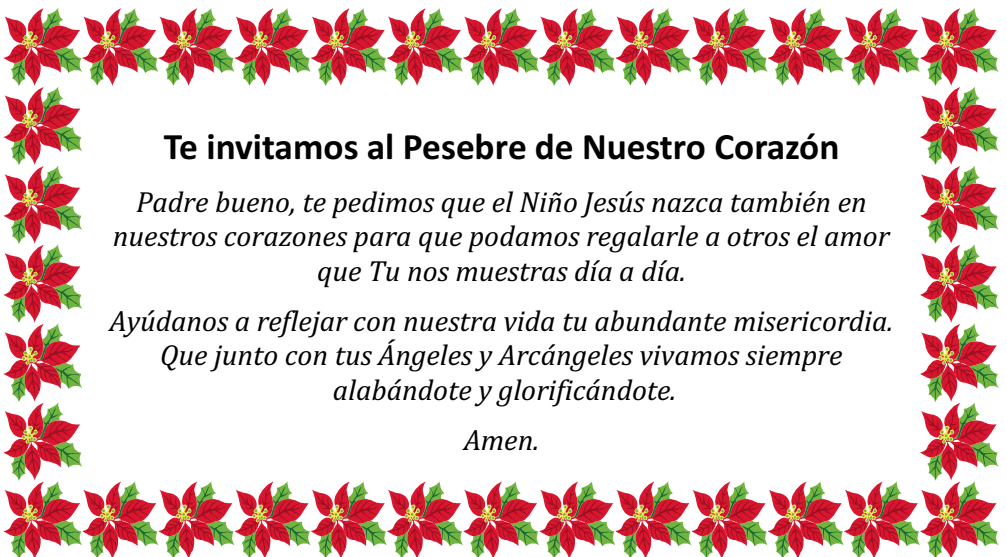 Te invitamos al Pesebre de Nuestro Corazón
Padre bueno, te pedimos que el Niño Jesús nazca también en
nuestros corazones para que podamos regalarle a otros el amor
que Tu nos muestras día a día.
Ayúdanos a reflejar con nuestra vida tu abundante misericordia.
Que junto con tus Ángeles y Arcángeles vivamos siempre
alabándote y glorificándote.
Amen.